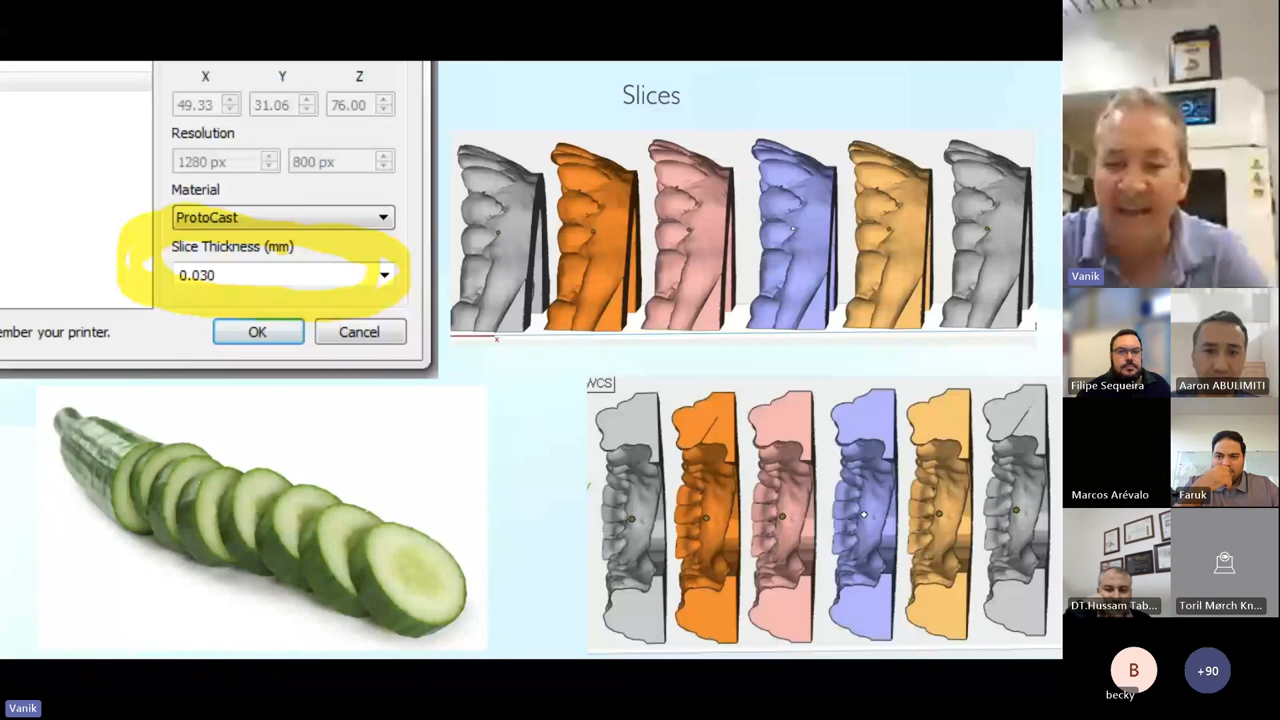 X Y Z
49.33 31.06 76.00
Resolution
1280 px 800 px
Material
ProtoCast
Slice Thickness (mm)
0.030
ember your printer.
OK Cancel
Slices
x
WCS
Vanik
Filipe Sequeira
Aaron ABULIMITI
Marcos Arévalo
Faruk
DT.Hussam Tab...
Toril Mørch Kn...
B
becky
+90
Vanik